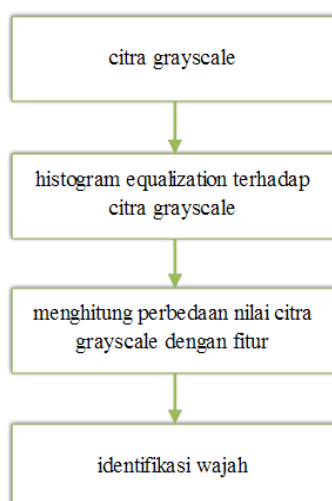 citra grayscale
histogram equalization terhadap
citra grayscale
menghitung perbedaan nilai citra
grayscale dengan fitur
identifikasi wajah